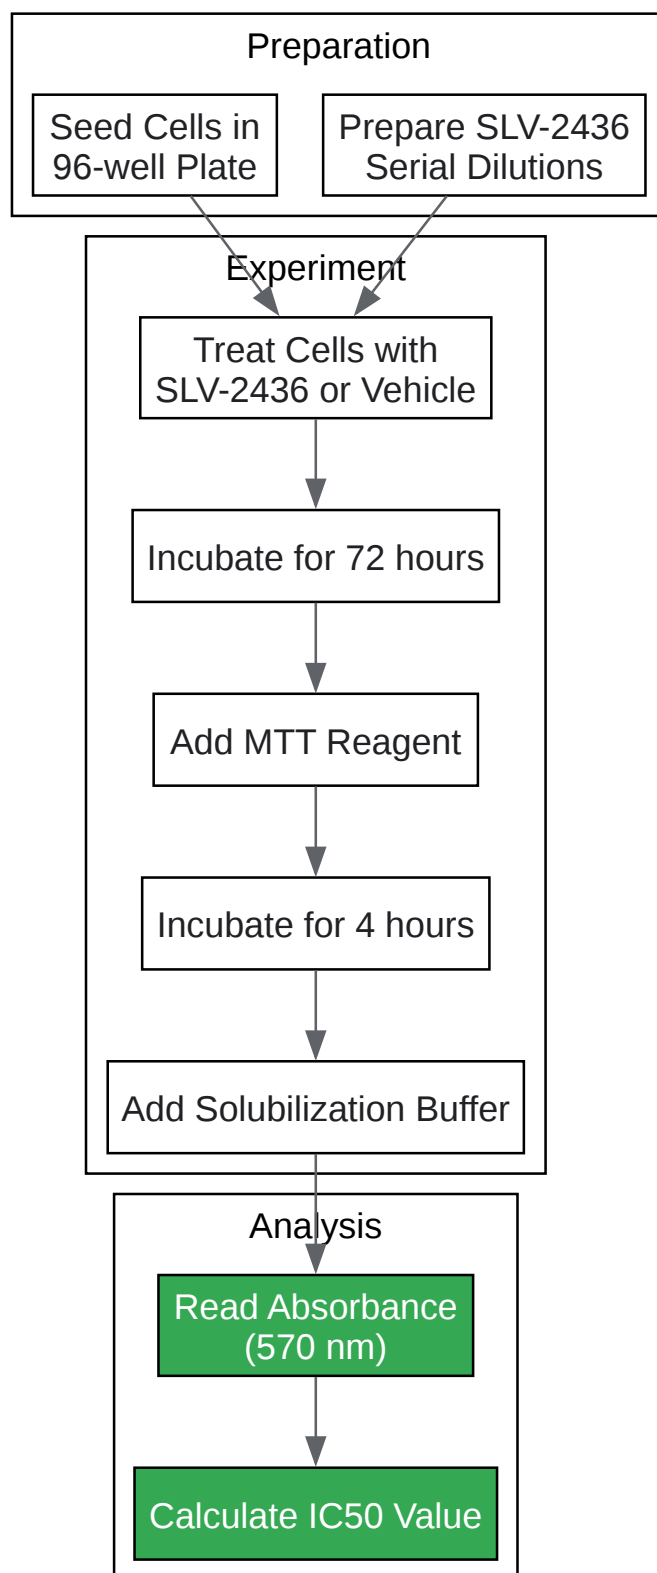 Preparation
Seed Cells in
96-well Plate
Prepare SLV-2436
Serial Dilutions
Experiment
Treat Cells with
SLV-2436 or Vehicle
Incubate for 72 hours
Add MTT Reagent
Incubate for 4 hours
Add Solubilization Buffer
Analysis
Read Absorbance
(570 nm)
Calculate IC50 Value